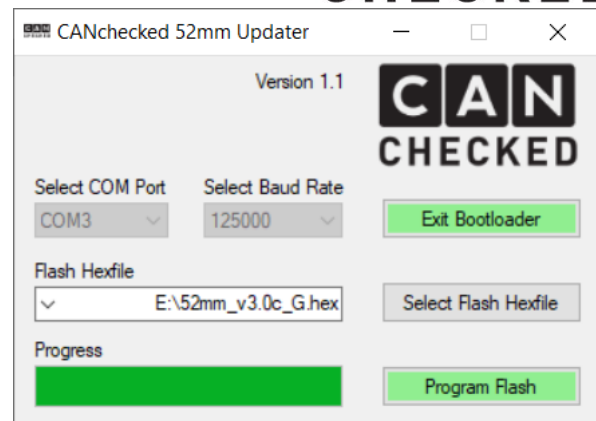 CHECKED
CANchecked 52mm Updater
Version 1.1
CAN
CHECKED
Select COM Port
Select Baud Rate
COM3
125000
Exit Bootloader
Flash Hexfile
E:\52mm_v3.0c_G.hex
Select Flash Hexfile
Progress
Program Flash